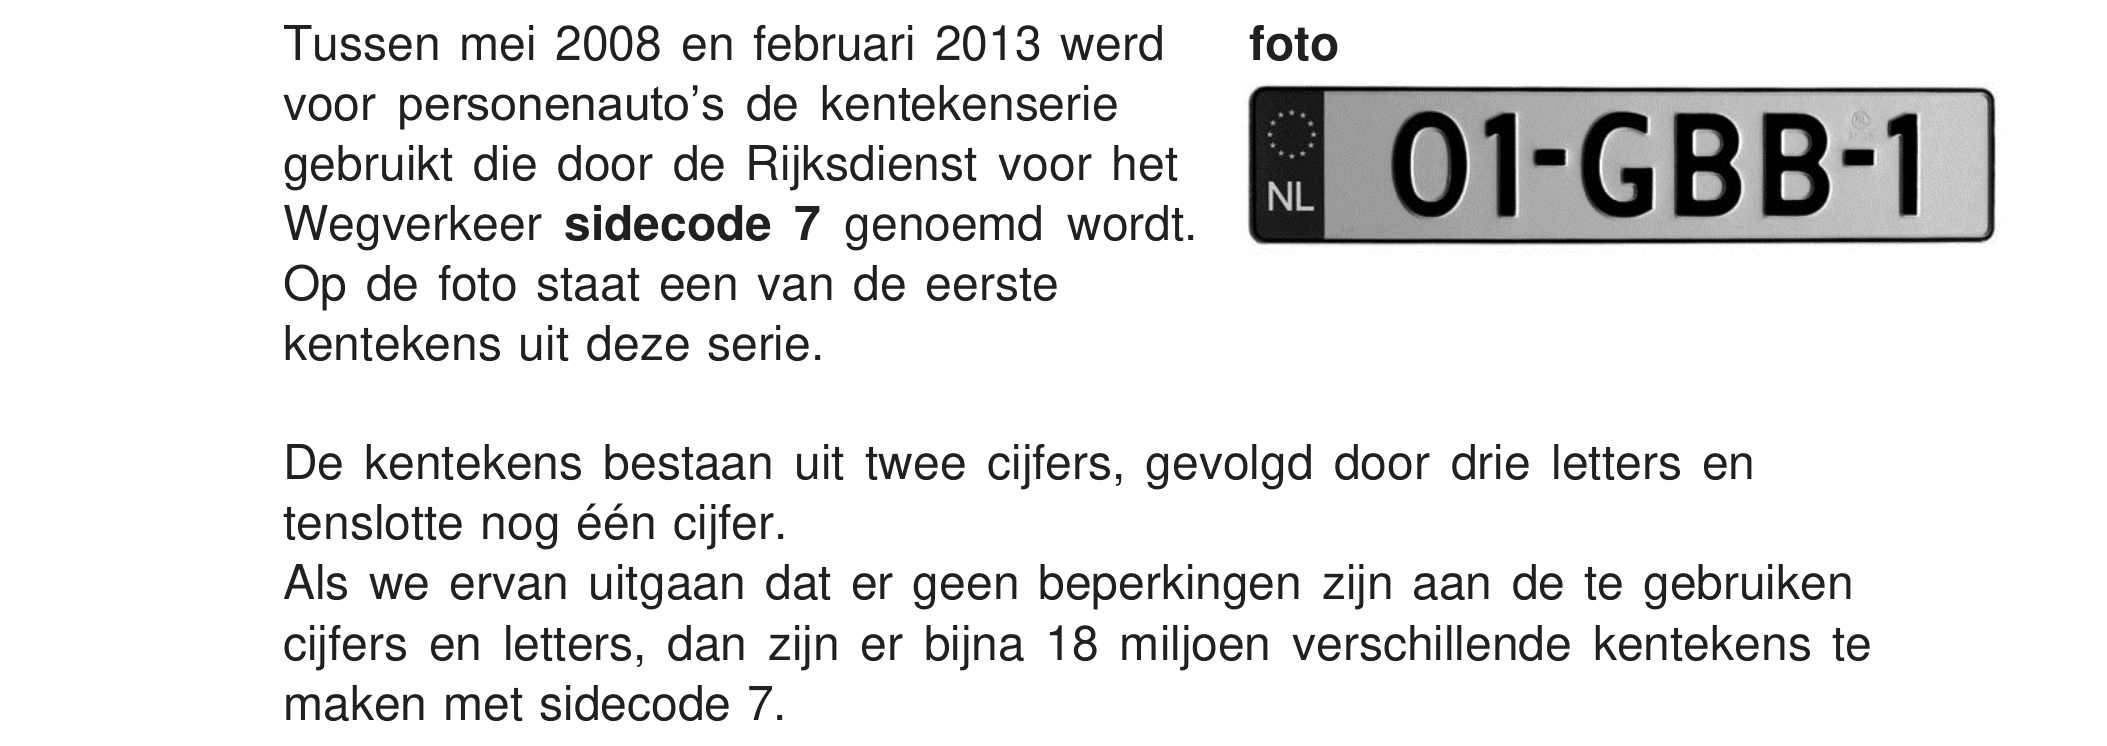 Tussen mei 2008 en februari 2013 werd
voor personenauto’s de kentekenserie
gebruikt die door de Rijksdienst voor het
Wegverkeer sidecode 7 genoemd wordt.
Op de foto staat een van de eerste
kentekens uit deze serie.
foto
01-GBB-1
NL
De kentekens bestaan uit twee cijfers, gevolgd door drie letters en
tenslotte nog één cijfer.
Als we ervan uitgaan dat er geen beperkingen zijn aan de te gebruiken
cijfers en letters, dan zijn er bijna 18 miljoen verschillende kentekens te
maken met sidecode 7.